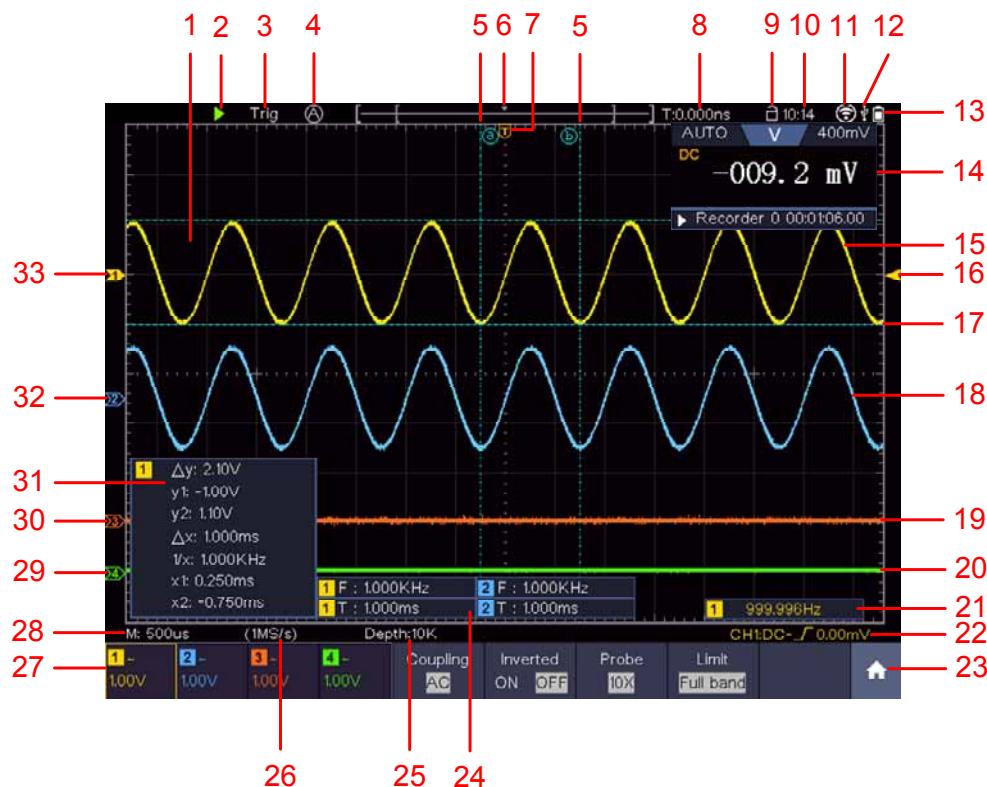 1 2 3 4 5 6 7 5 8 9 10 11 12
Trig A T:0.000ns 10:14
13
a T b
AUTO V 400mV
DC
-009.2 mV
14
Recorder 0 00:01:06.00
15
33 1 16
17
32 2 18
1 Δy: 2.10V
31
y1: -1.00V
y2: 1.10V
30 3 19
Δx: 1.000ms
1/x: 1.000KHz
29 4 20
x1: 0.250ms
x2: -0.750ms
1 F : 1.000KHz 2 F : 1.000KHz
1 T : 1.000ms 2 T : 1.000ms
1 999.996Hz 21
28 M: 500us (1MS/s) Depth:10K CH1:DC- 0.00mV 22
27 1 ~ 2 ~ 3 ~ 4 ~ Coupling Inverted Probe Limit 23
1.00V 1.00V 1.00V 1.00V AC ON OFF 10X Full band
26 25 24